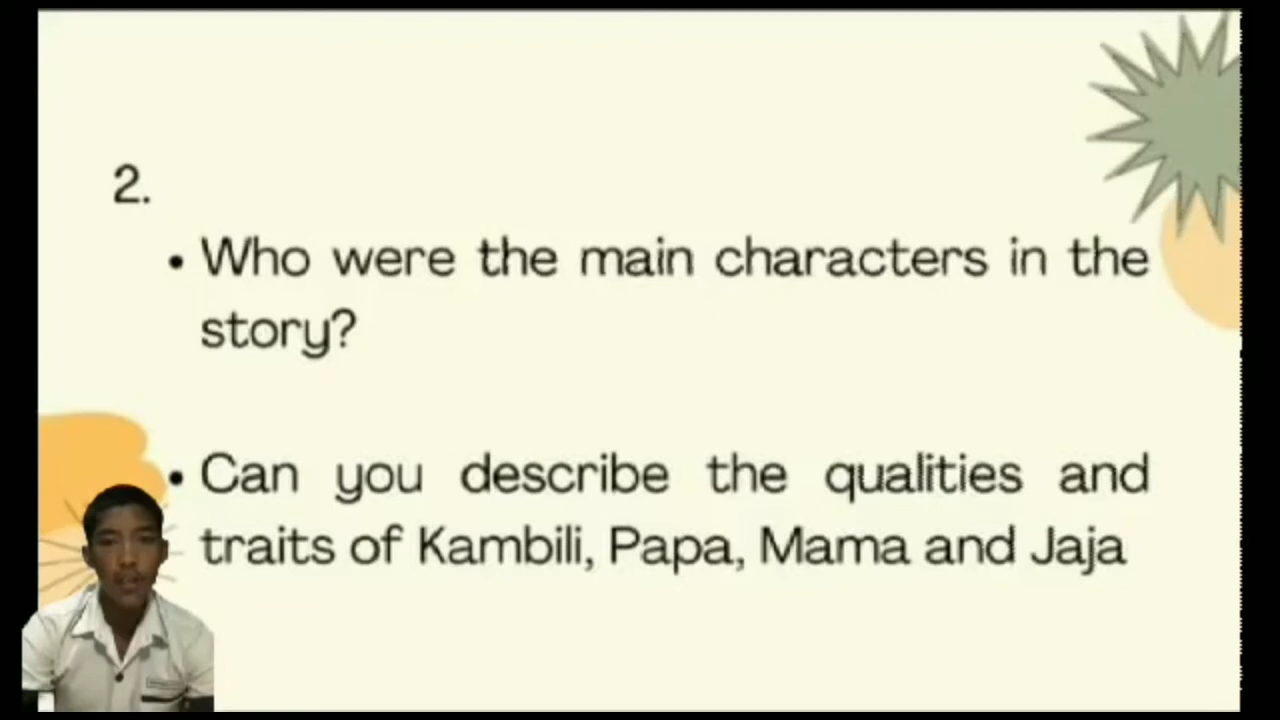 2.
• Who were the main characters in the
story?
• Can you describe the qualities and
traits of Kambili, Papa, Mama and Jaja